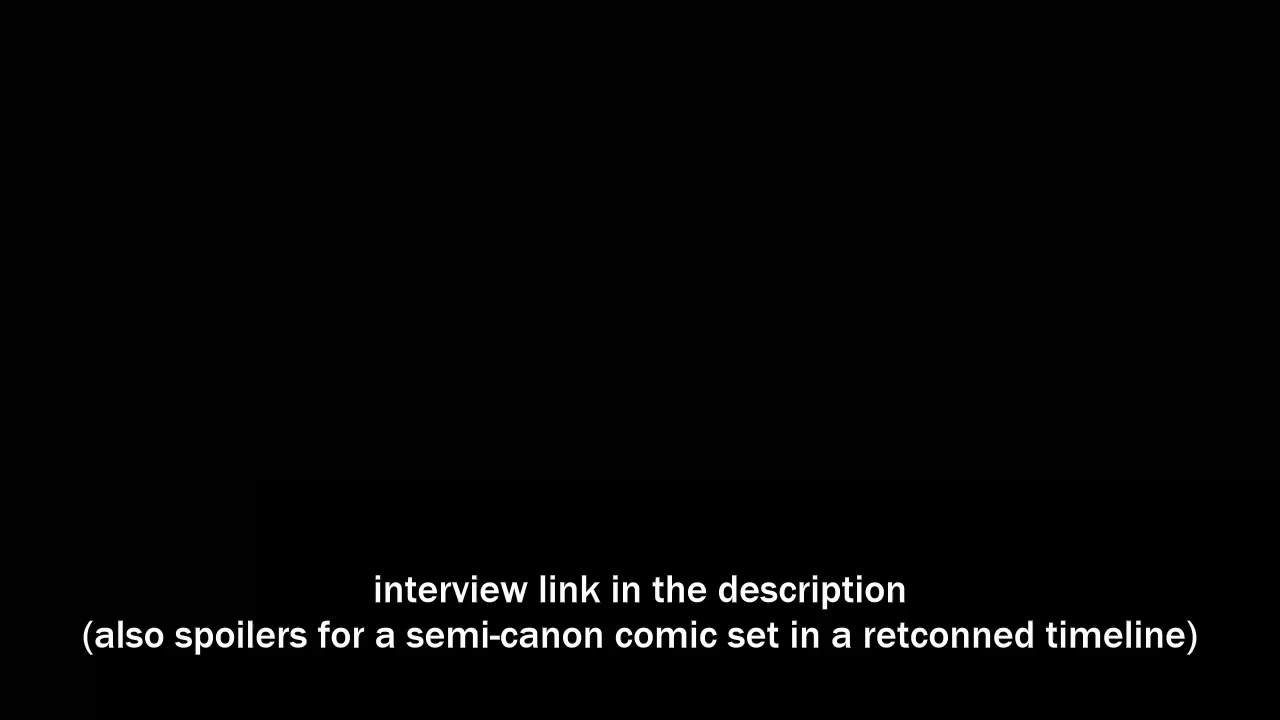 interview link in the description
(also spoilers for a semi-canon comic set in a retconned timeline)